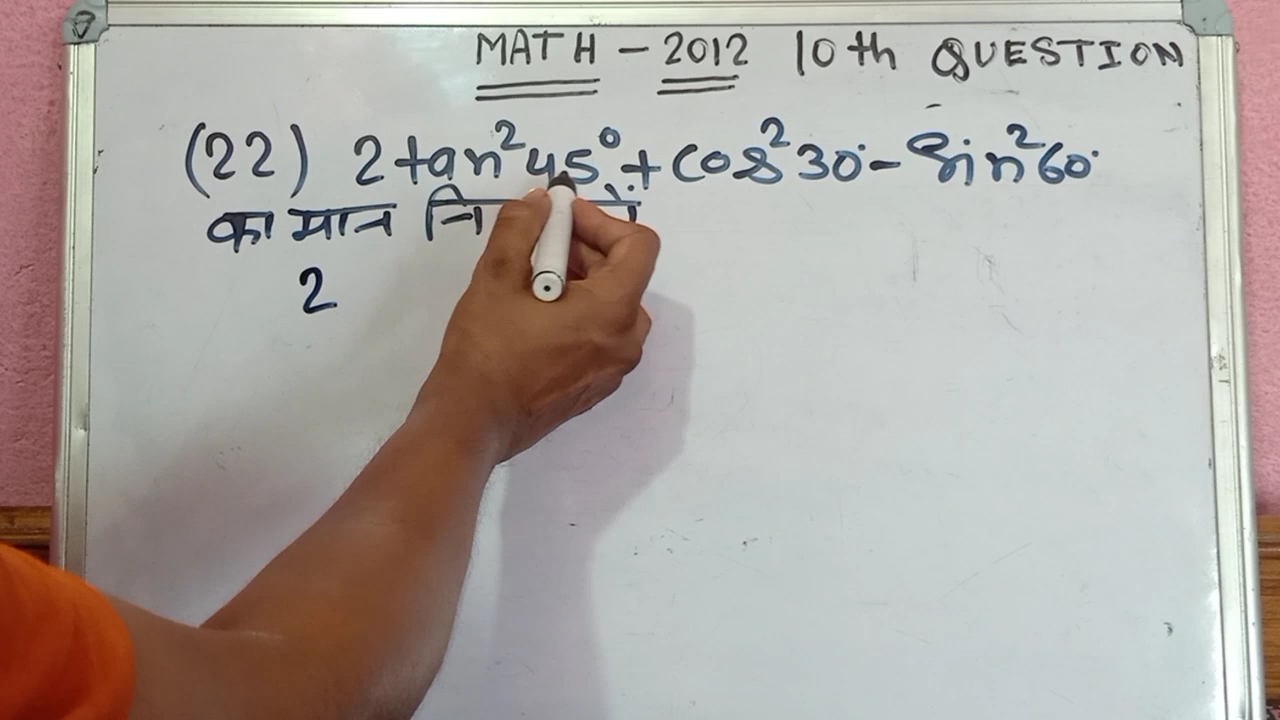 MATH - 2012 10th QUESTION
(22) 2tan²45° + cos²30° - Sin²60°
का मान
2